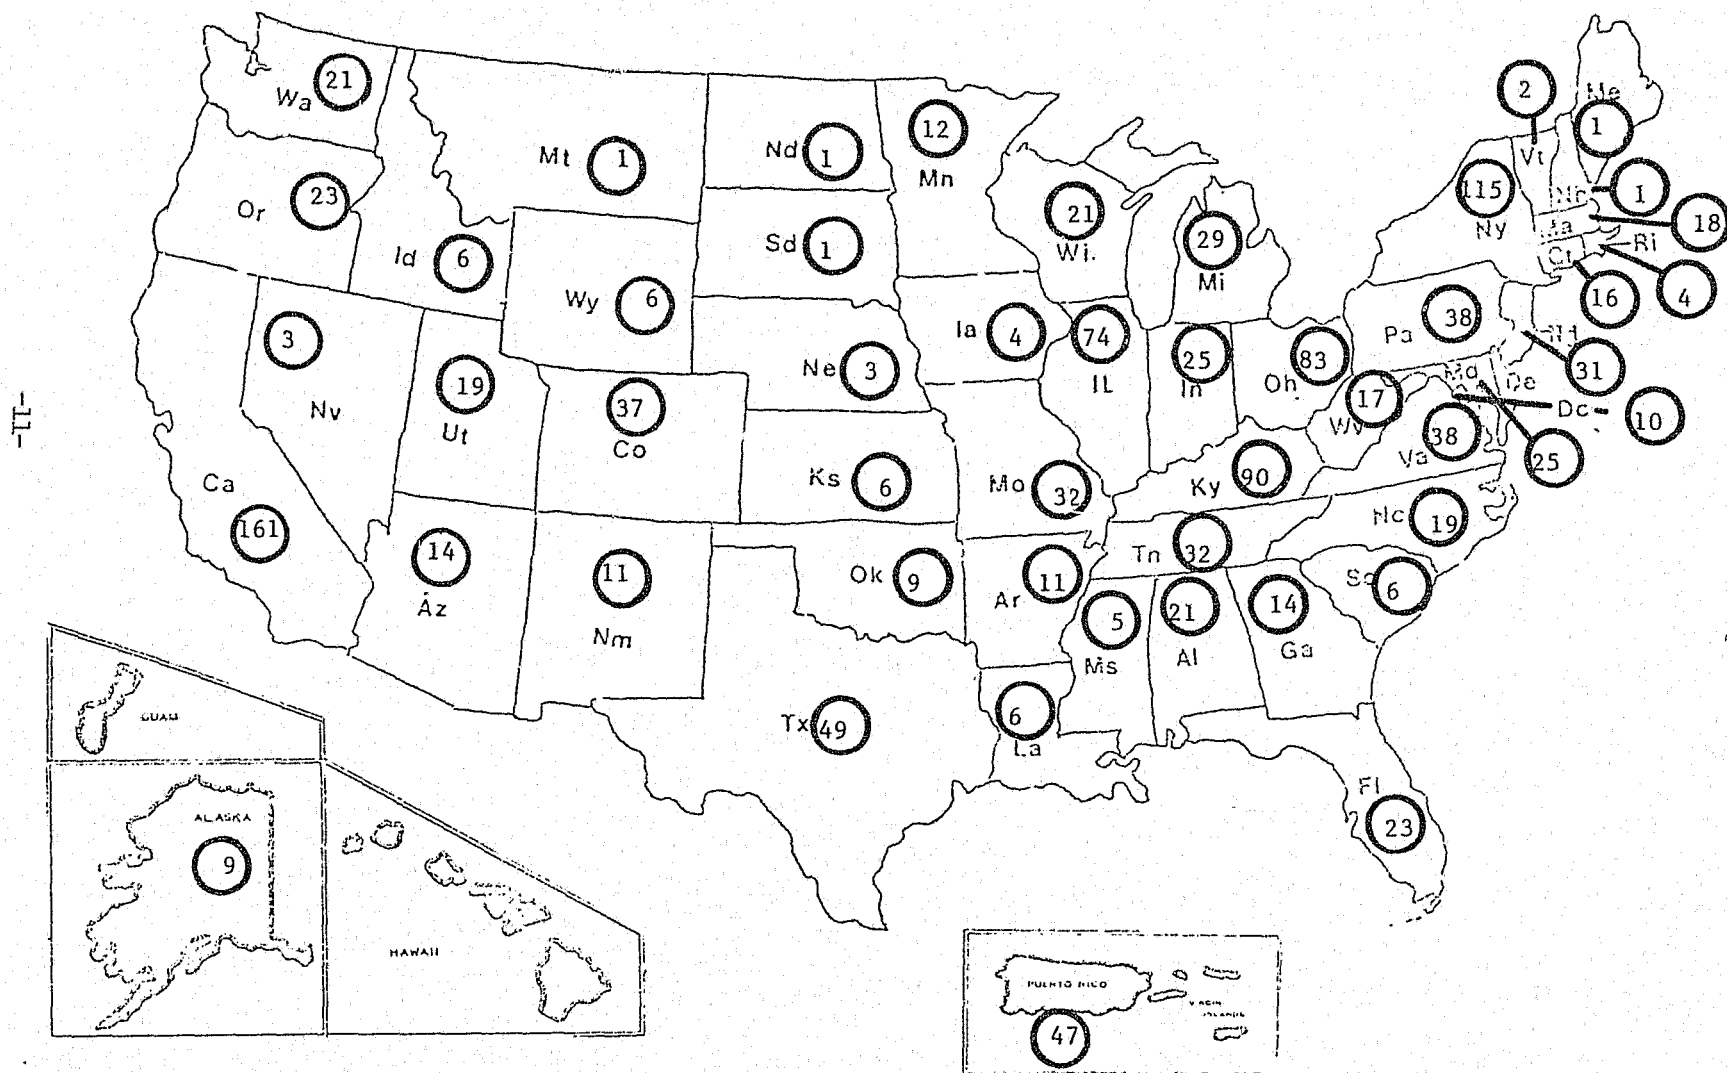 Wa 21
Mt 1
Nd 1
12
Mn
2
Me
1
Vt
Or 23
Id 6
Wy 6
Sd 1
21
Wi.
29
Mi
115
Ny
Nh 1
Ma 18
Ri 4
Ct 16
3
Nv
19
Ut
37
Co
Ne 3
Ia 4
74
IL
25
In
Oh 83
Pa 38
NJ 31
Md 25
De
Dc 10
-11-
Ca
161
Ks 6
Mo 32
Ky 90
17
Wv
38
Va
14
Az
11
Nm
Ok 9
Ar 11
Tn 32
Nc 19
Sc 6
5
Ms
21
Al
14
Ga
Tx 49
6
La
Fl
23
GUAM
ALASKA
9
HAWAII
PUERTO RICO
VIRGIN
ISLANDS
47